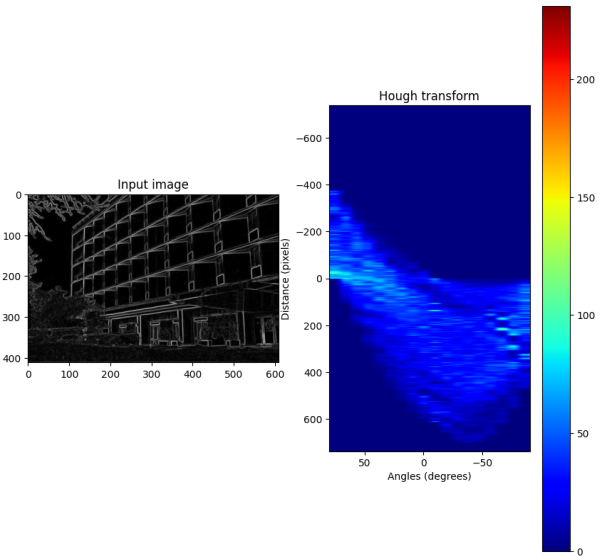 Input image
0
100
200
300
400
0 100 200 300 400 500 600
Hough transform
Distance (pixels)
−600
−400
−200
0
200
400
600
50 0 −50
Angles (degrees)
200
150
100
50
0